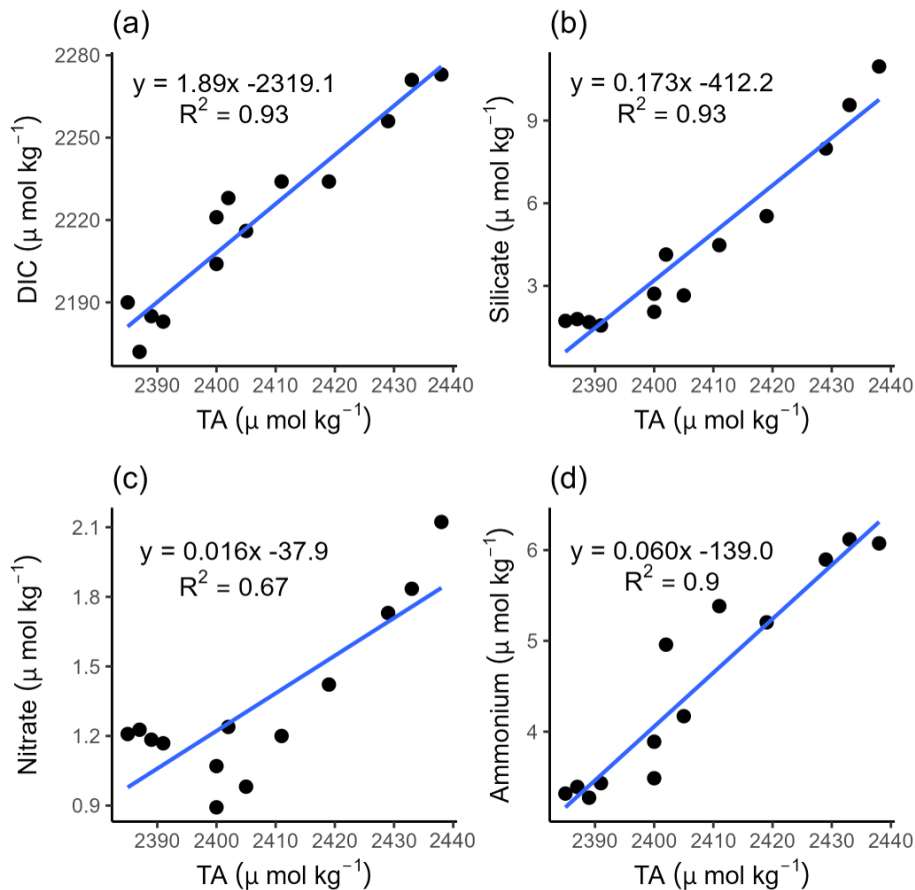 (a)
y = 1.89x -2319.1
R² = 0.93
2280
2250
2220
2190
DIC (μ mol kg⁻¹)
2390 2400 2410 2420 2430 2440
TA (μ mol kg⁻¹)
(b)
y = 0.173x -412.2
R² = 0.93
9
6
3
Silicate (μ mol kg⁻¹)
2390 2400 2410 2420 2430 2440
TA (μ mol kg⁻¹)
(c)
y = 0.016x -37.9
R² = 0.67
2.1
1.8
1.5
1.2
0.9
Nitrate (μ mol kg⁻¹)
2390 2400 2410 2420 2430 2440
TA (μ mol kg⁻¹)
(d)
y = 0.060x -139.0
R² = 0.9
6
5
4
Ammonium (μ mol kg⁻¹)
2390 2400 2410 2420 2430 2440
TA (μ mol kg⁻¹)